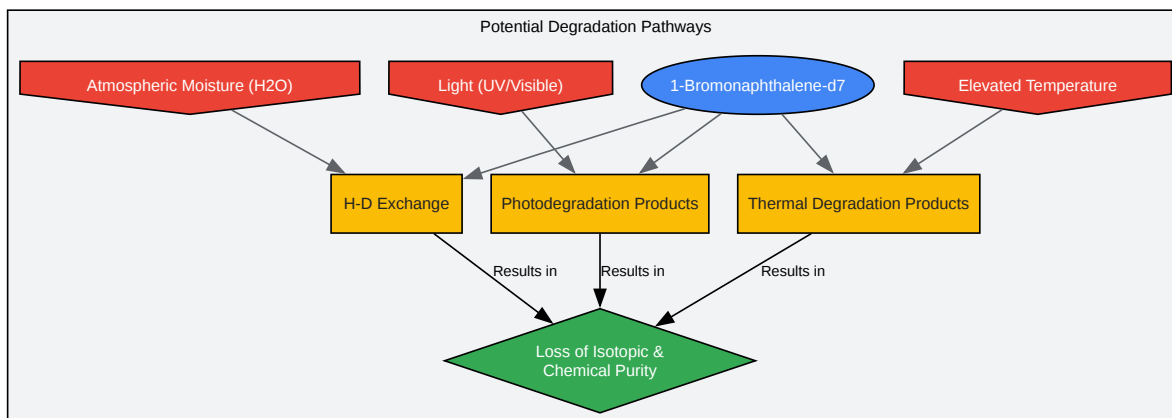 Potential Degradation Pathways
Atmospheric Moisture (H2O)
Light (UV/Visible)
1-Bromonaphthalene-d7
Elevated Temperature
H-D Exchange
Photodegradation Products
Thermal Degradation Products
Results in
Results in
Results in
Loss of Isotopic &
Chemical Purity